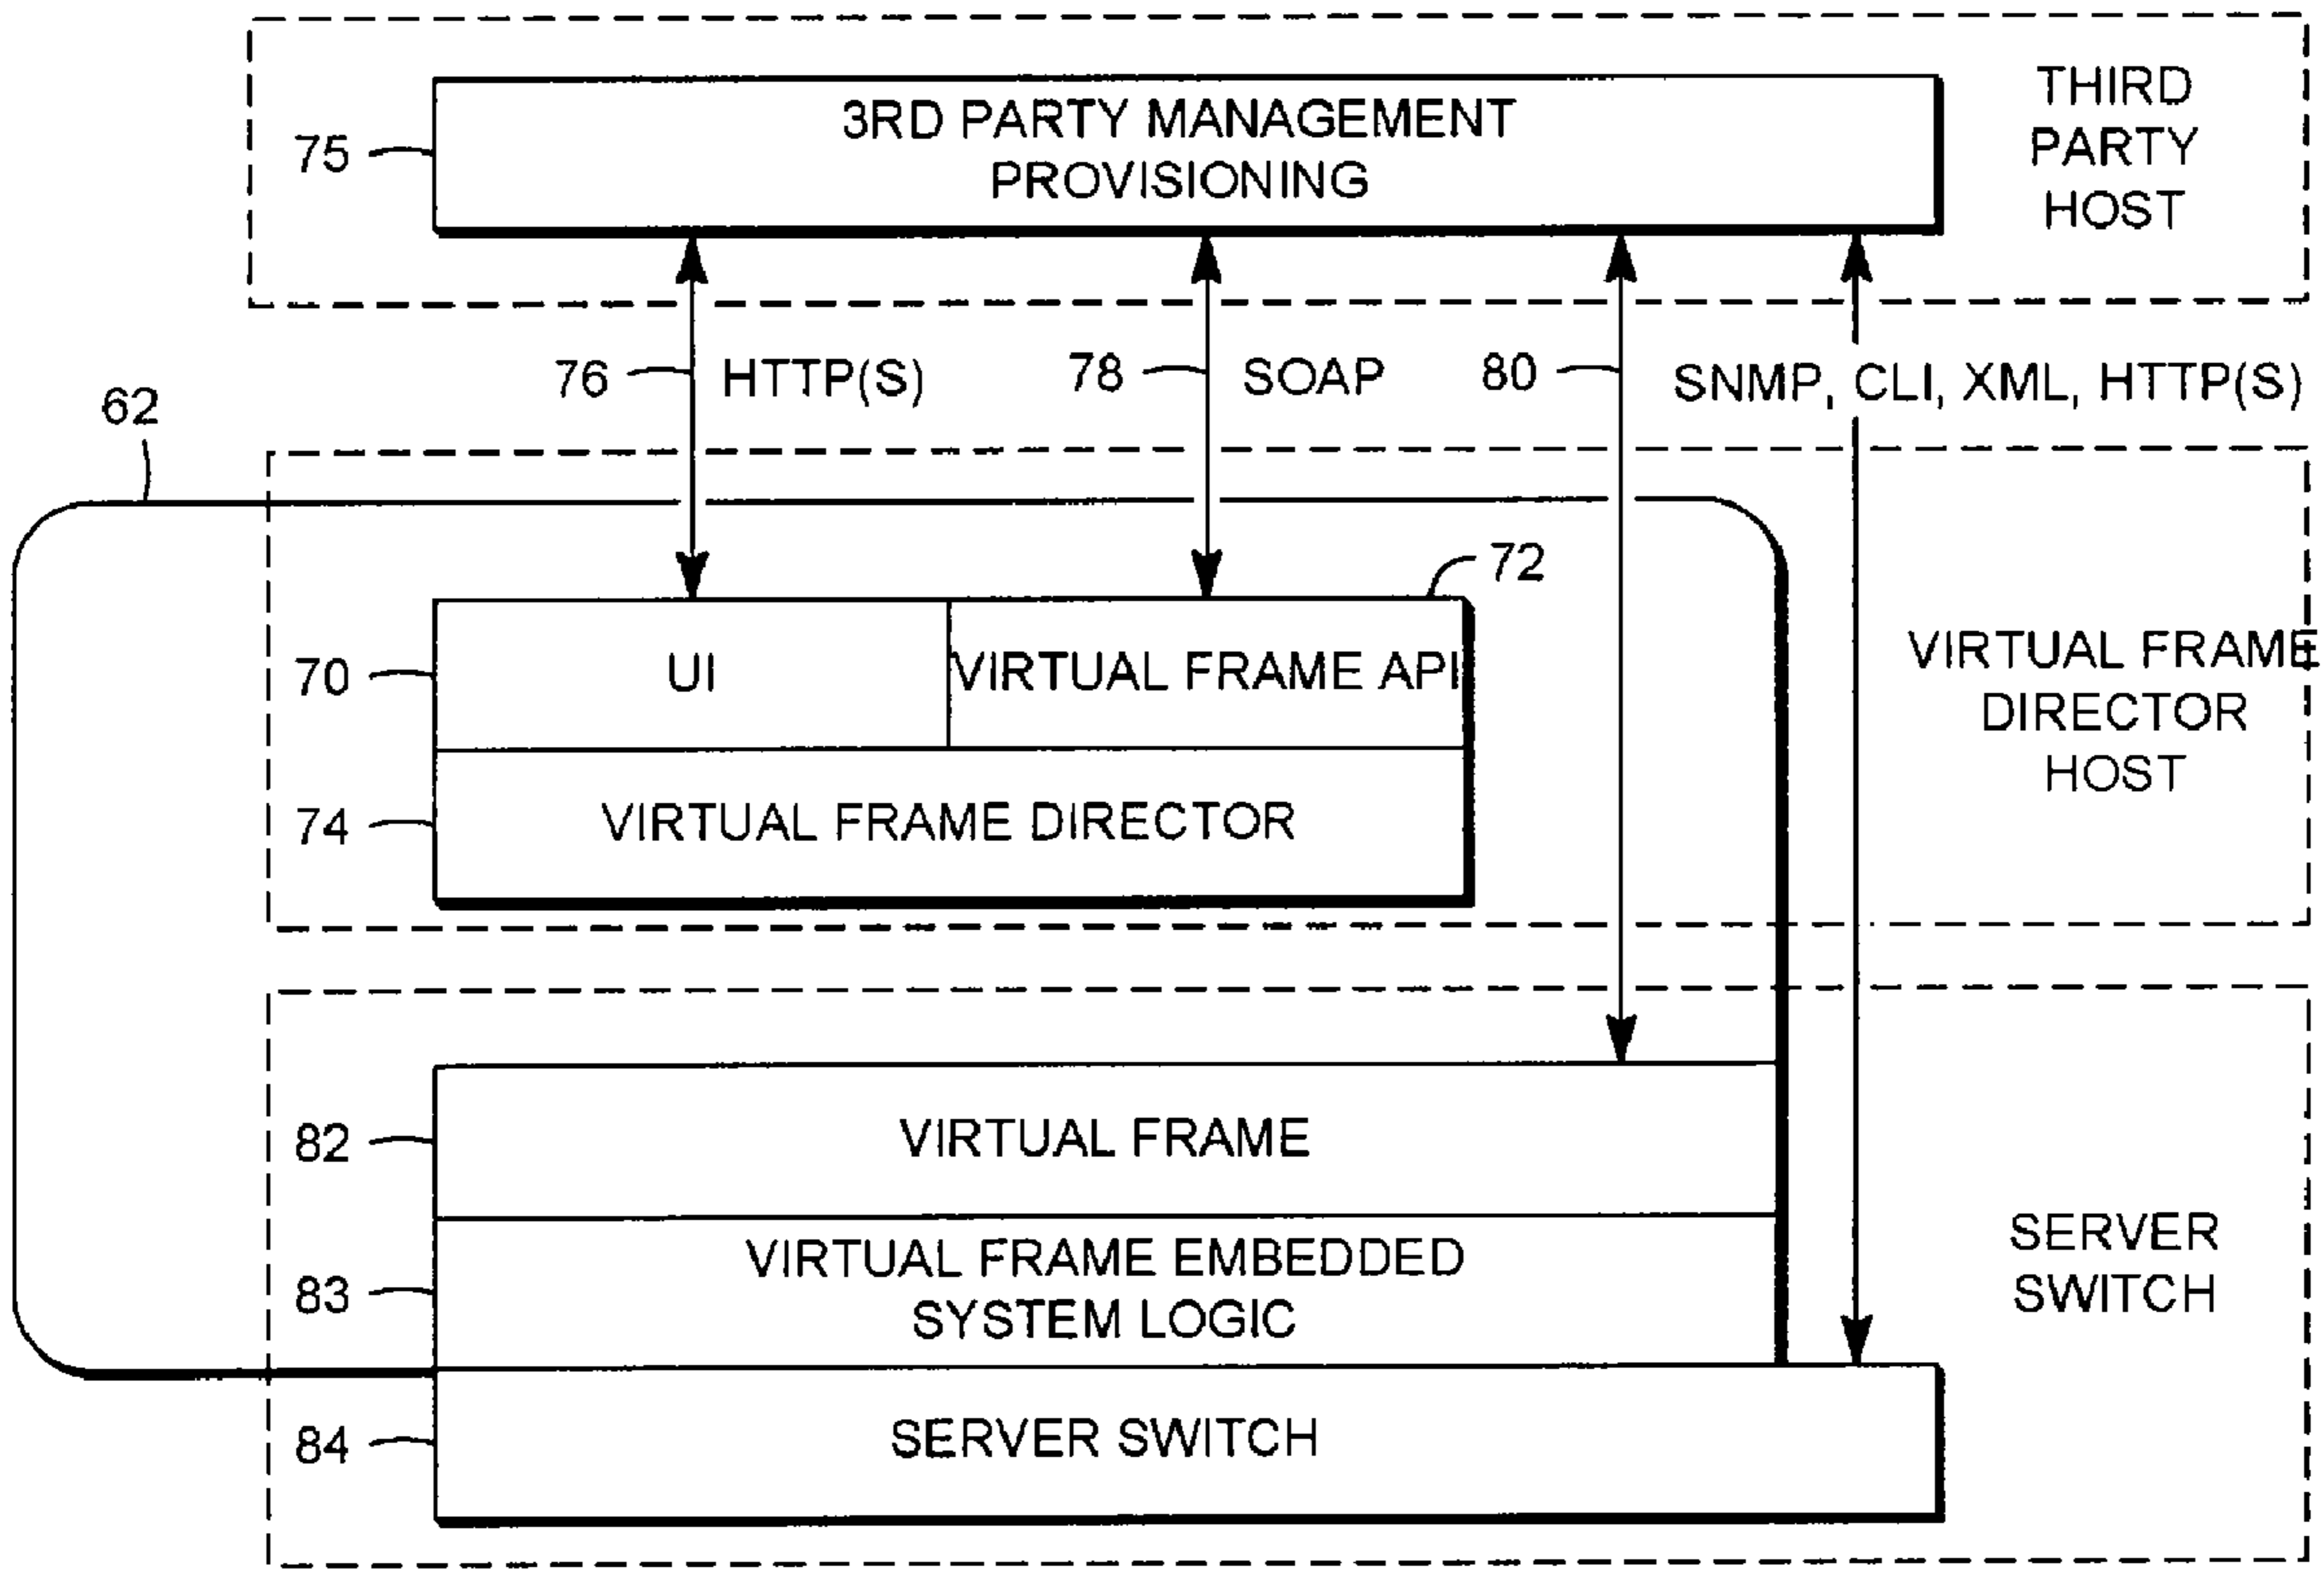 3RD PARTY MANAGEMENT
PROVISIONING
75
THIRD
PARTY
HOST
76
HTTP(S)
78
SOAP
80
SNMP, CLI, XML, HTTP(S)
62
72
70
UI
VIRTUAL FRAME API
74
VIRTUAL FRAME DIRECTOR
VIRTUAL FRAME
DIRECTOR
HOST
82
VIRTUAL FRAME
83
VIRTUAL FRAME EMBEDDED
SYSTEM LOGIC
84
SERVER SWITCH
SERVER
SWITCH